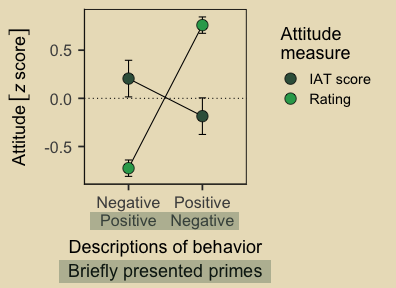 Attitude
measure
IAT score
Rating
Attitude [z score]
0.5
0.0
-0.5
Negative Positive
Positive Negative
Descriptions of behavior
Briefly presented primes